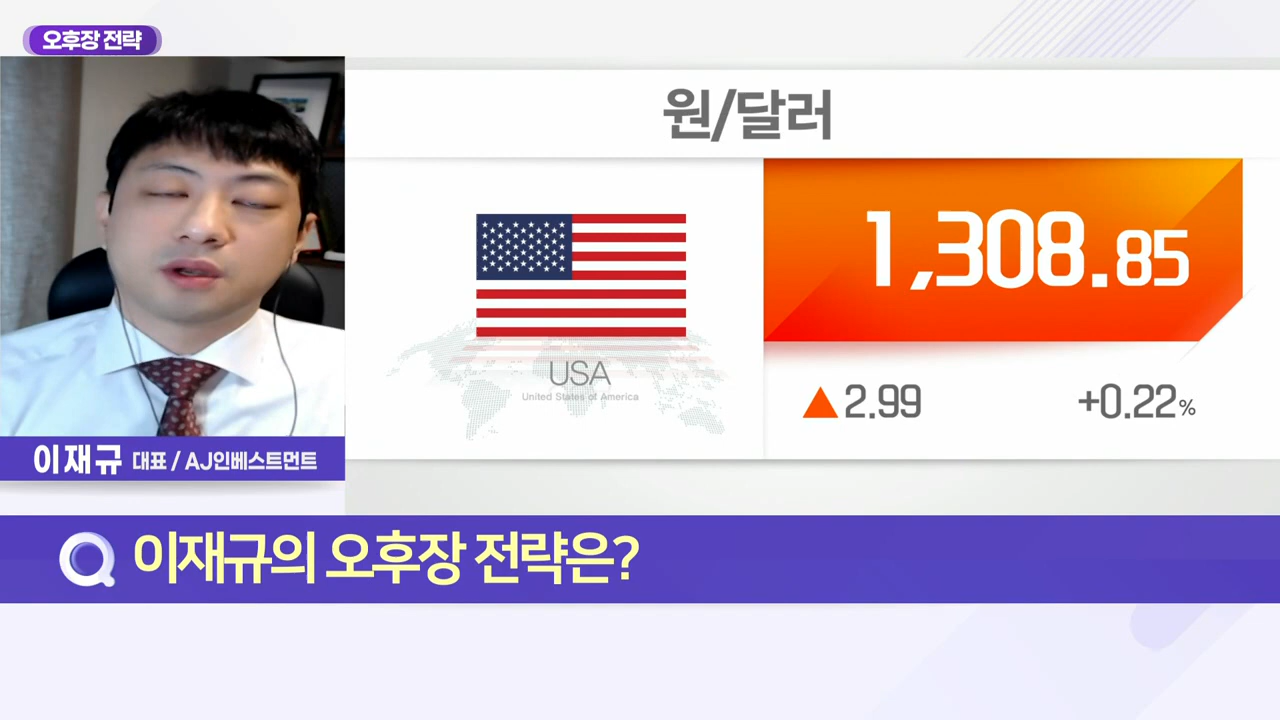 오후장 전략
원/달러
1,308.85
USA
United States of America
▲2.99 +0.22%
이재규 대표 / AJ인베스트먼트
이재규의 오후장 전략은?